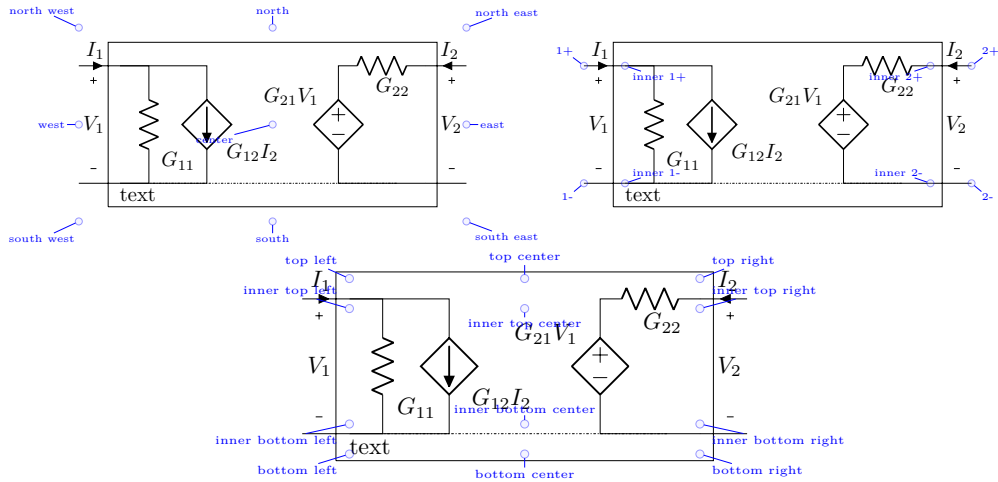 north west north north east
I₁ I₂
+ +
G₂₂
G₂₁V₁
+
−
west V₁ center V₂ east
G₁₁ G₁₂I₂
− −
text
south west south south east
1+ I₁ inner 1+ inner 2+ I₂ 2+
+ +
G₂₂
G₂₁V₁
+
−
V₁ V₂
G₁₁ G₁₂I₂
− inner 1- inner 2- −
1- text 2-
top left top center top right
I₁ I₂
inner top left inner top right
+ +
inner top center G₂₂
G₂₁V₁
+
−
V₁ V₂
G₁₁ G₁₂I₂
inner bottom center
− −
inner bottom left inner bottom right
text
bottom left bottom center bottom right